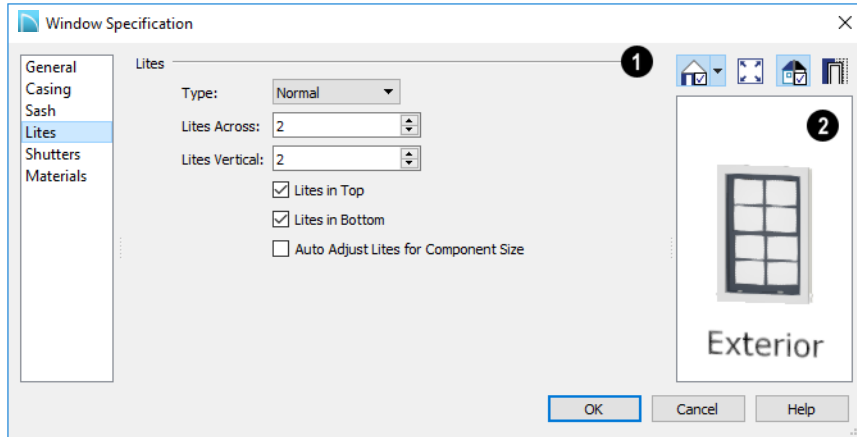 Window Specification
General
Casing
Sash
Lites
Shutters
Materials
Lites
1
Type: Normal
Lites Across: 2
Lites Vertical: 2
Lites in Top
Lites in Bottom
Auto Adjust Lites for Component Size
2
Exterior
OK Cancel Help